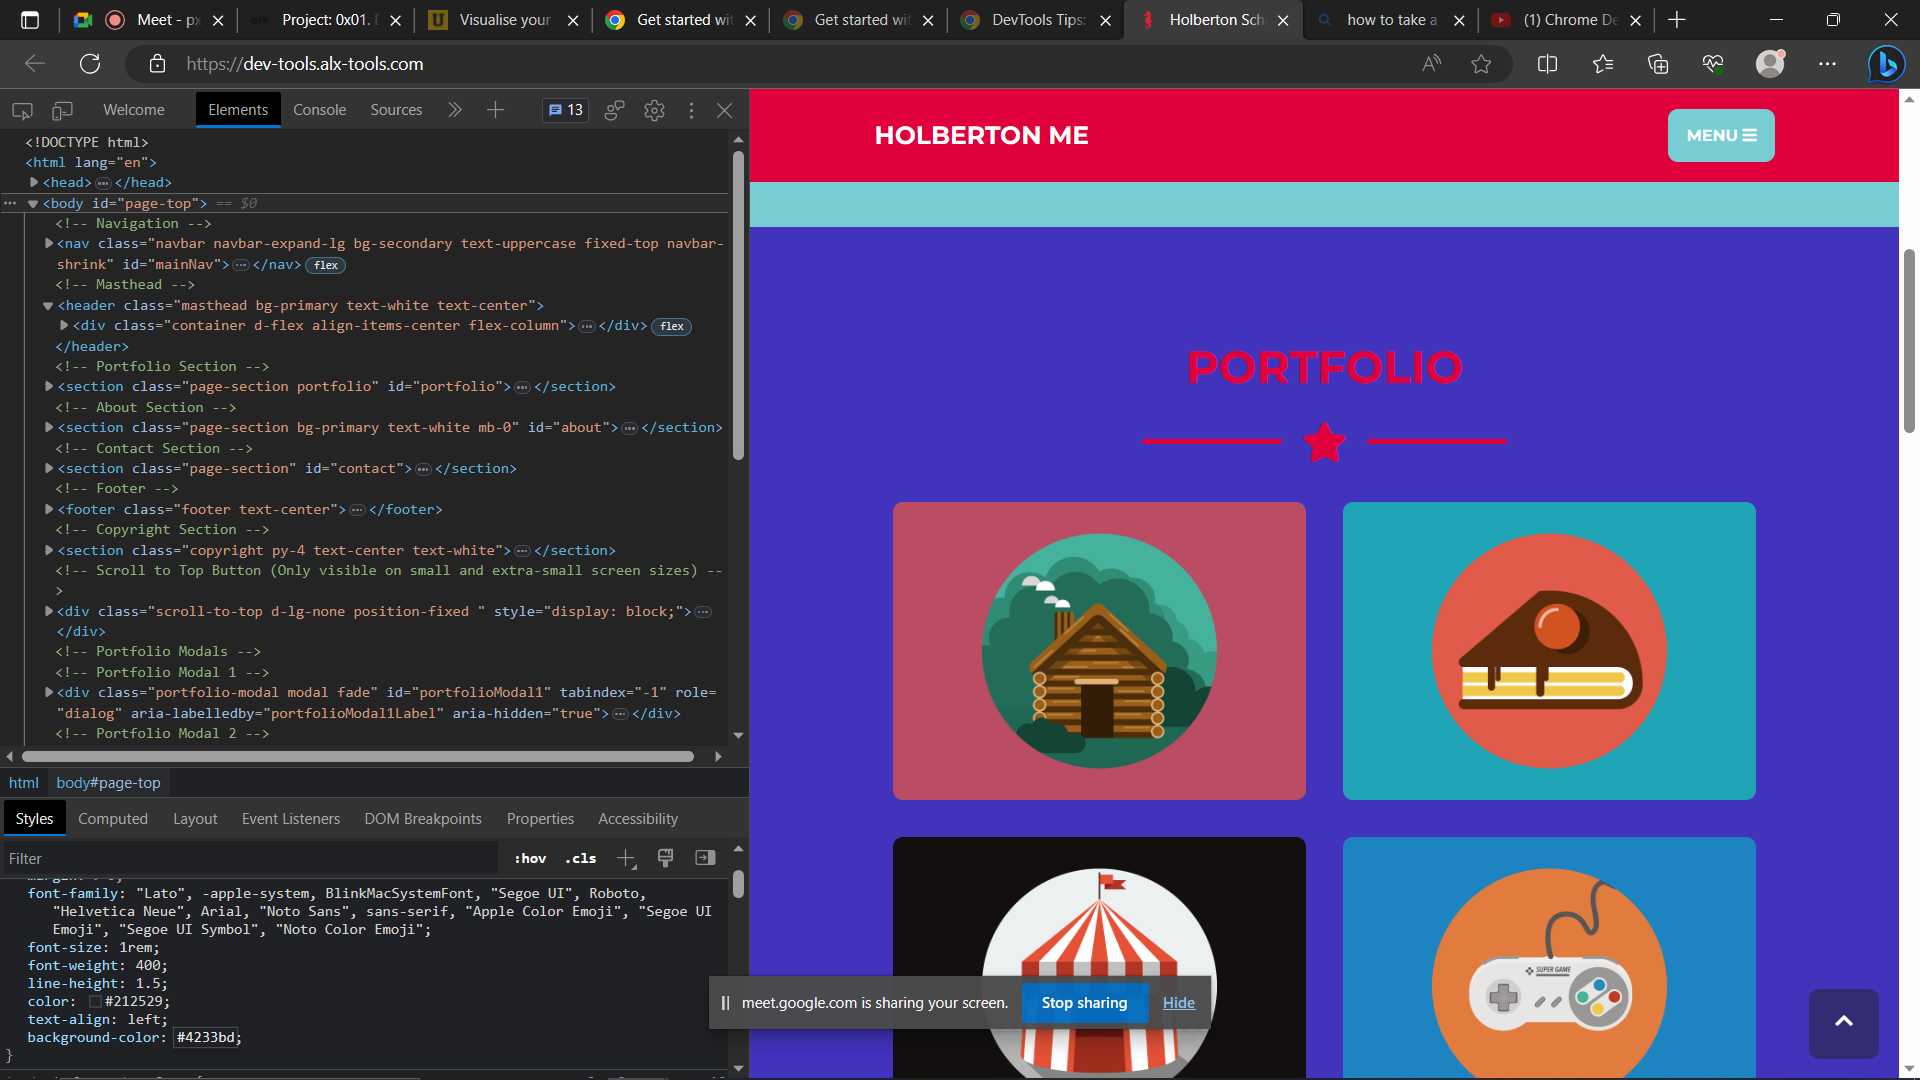 Meet - px
Project: 0x01.
Visualise your
Get started wit
Get started wit
DevTools Tips:
Holberton Sch
how to take a
(1) Chrome De
https://dev-tools.alx-tools.com
Welcome
Elements
Console
Sources
13
<!DOCTYPE html>
<html lang="en">
<head> … </head>
<body id="page-top"> == $0
<!-- Navigation -->
<nav class="navbar navbar-expand-lg bg-secondary text-uppercase fixed-top navbar-
shrink" id="mainNav"> … </nav> flex
<!-- Masthead -->
<header class="masthead bg-primary text-white text-center">
<div class="container d-flex align-items-center flex-column"> … </div> flex
</header>
<!-- Portfolio Section -->
<section class="page-section portfolio" id="portfolio"> … </section>
<!-- About Section -->
<section class="page-section bg-primary text-white mb-0" id="about"> … </section>
<!-- Contact Section -->
<section class="page-section" id="contact"> … </section>
<!-- Footer -->
<footer class="footer text-center"> … </footer>
<!-- Copyright Section -->
<section class="copyright py-4 text-center text-white"> … </section>
<!-- Scroll to Top Button (Only visible on small and extra-small screen sizes) --
>
<div class="scroll-to-top d-lg-none position-fixed " style="display: block;"> …
</div>
<!-- Portfolio Modals -->
<!-- Portfolio Modal 1 -->
<div class="portfolio-modal modal fade" id="portfolioModal1" tabindex="-1" role=
"dialog" aria-labelledby="portfolioModal1Label" aria-hidden="true"> … </div>
<!-- Portfolio Modal 2 -->
html
body#page-top
Styles
Computed
Layout
Event Listeners
DOM Breakpoints
Properties
Accessibility
Filter
:hov
.cls
font-family: "Lato", -apple-system, BlinkMacSystemFont, "Segoe UI", Roboto,
"Helvetica Neue", Arial, "Noto Sans", sans-serif, "Apple Color Emoji", "Segoe UI
Emoji", "Segoe UI Symbol", "Noto Color Emoji";
font-size: 1rem;
font-weight: 400;
line-height: 1.5;
color: #212529;
text-align: left;
background-color: #4233bd;
}
HOLBERTON ME
MENU
PORTFOLIO
SUPER GAME
meet.google.com is sharing your screen.
Stop sharing
Hide